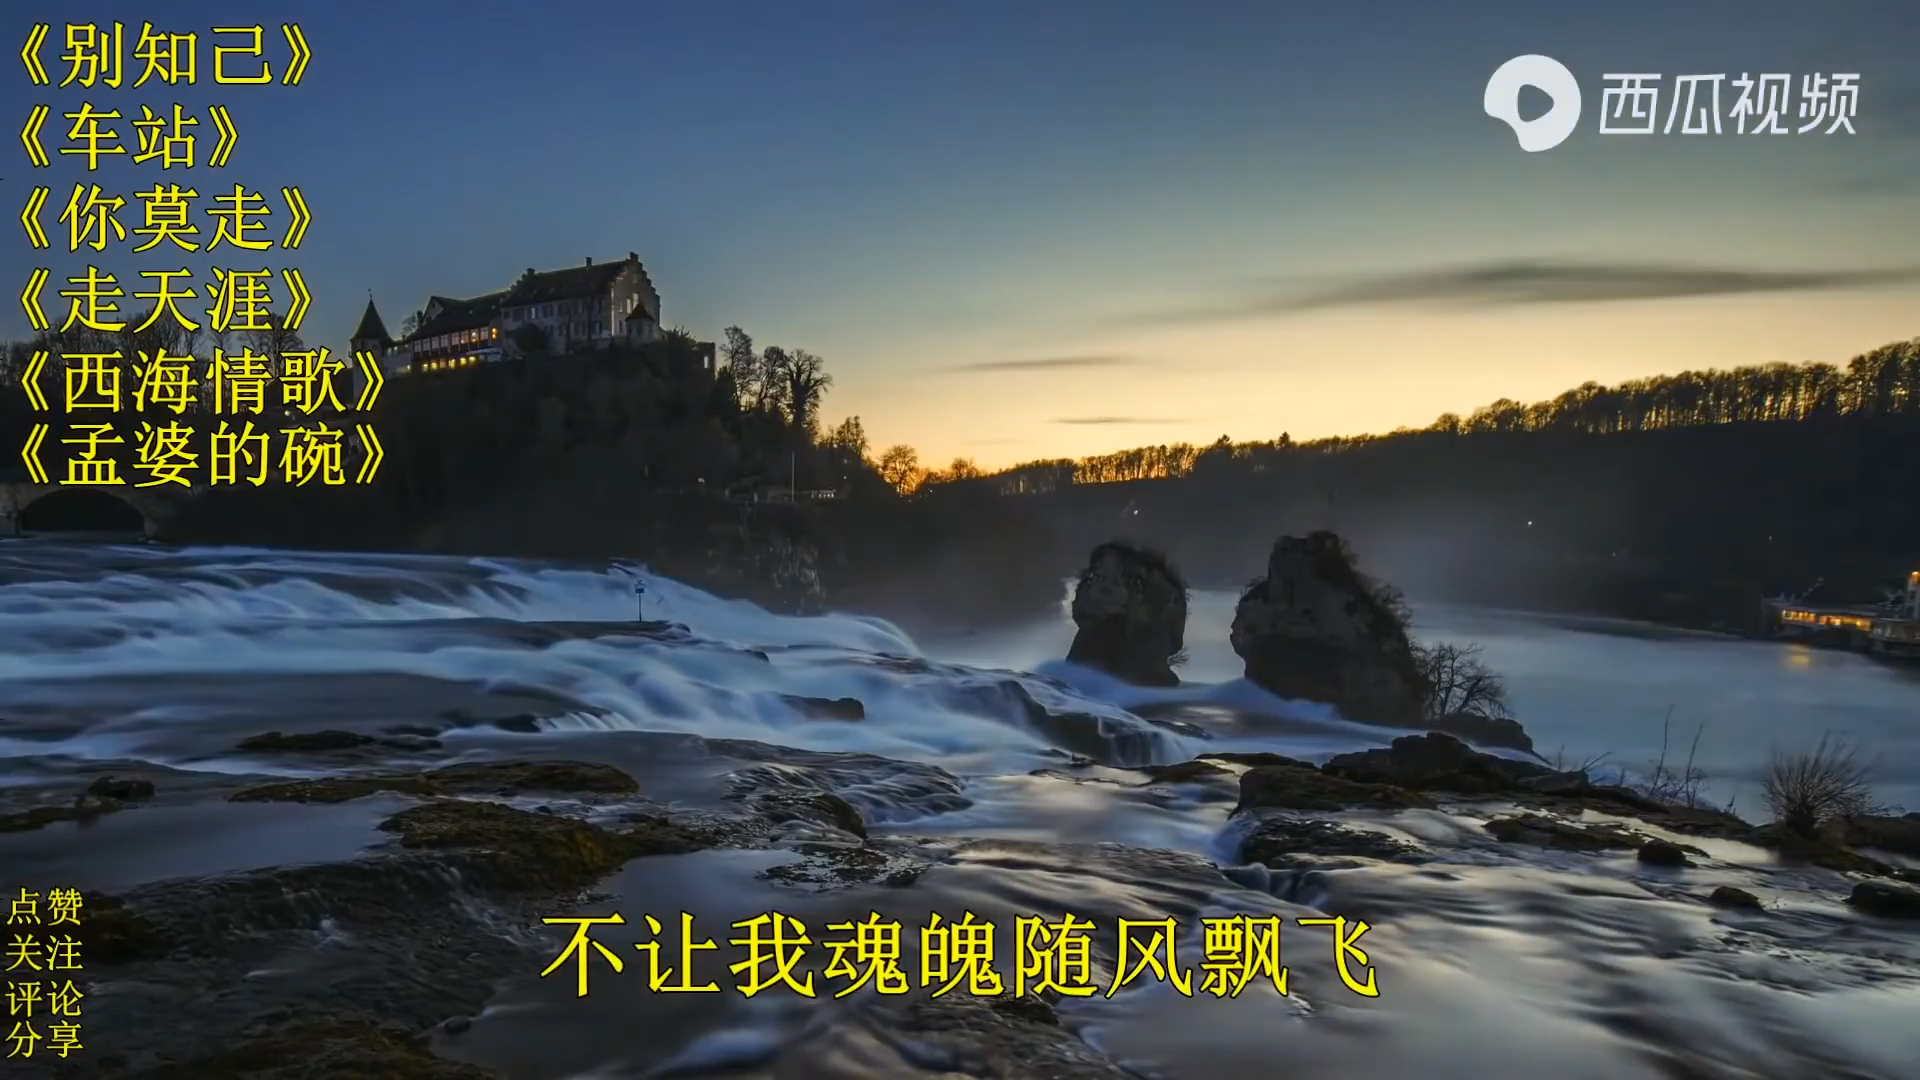 《别知己》
《车站》
《你莫走》
《走天涯》
《西海情歌》
《孟婆的碗》
西瓜视频
点赞
关注
评论
分享
不让我魂魄随风飘飞